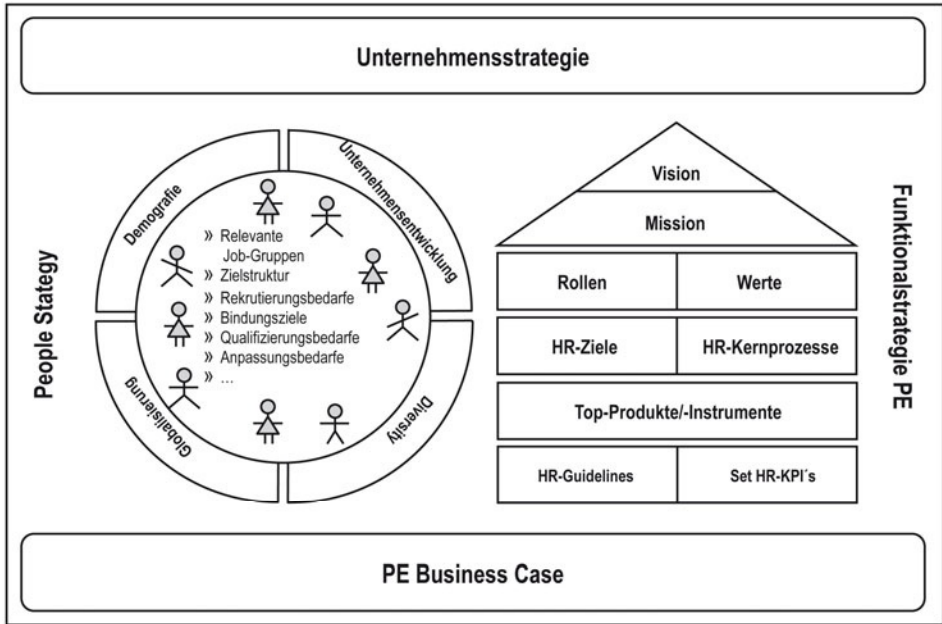 Unternehmensstrategie
People Stategy
Demografie
Unternehmensentwicklung
Globalisierung
Diversity
» Relevante
Job-Gruppen
» Zielstruktur
» Rekrutierungsbedarfe
» Bindungsziele
» Qualifizierungsbedarfe
» Anpassungsbedarfe
» ...
Vision
Mission
Rollen
Werte
HR-Ziele
HR-Kernprozesse
Top-Produkte/-Instrumente
HR-Guidelines
Set HR-KPI´s
Funktionalstrategie PE
PE Business Case